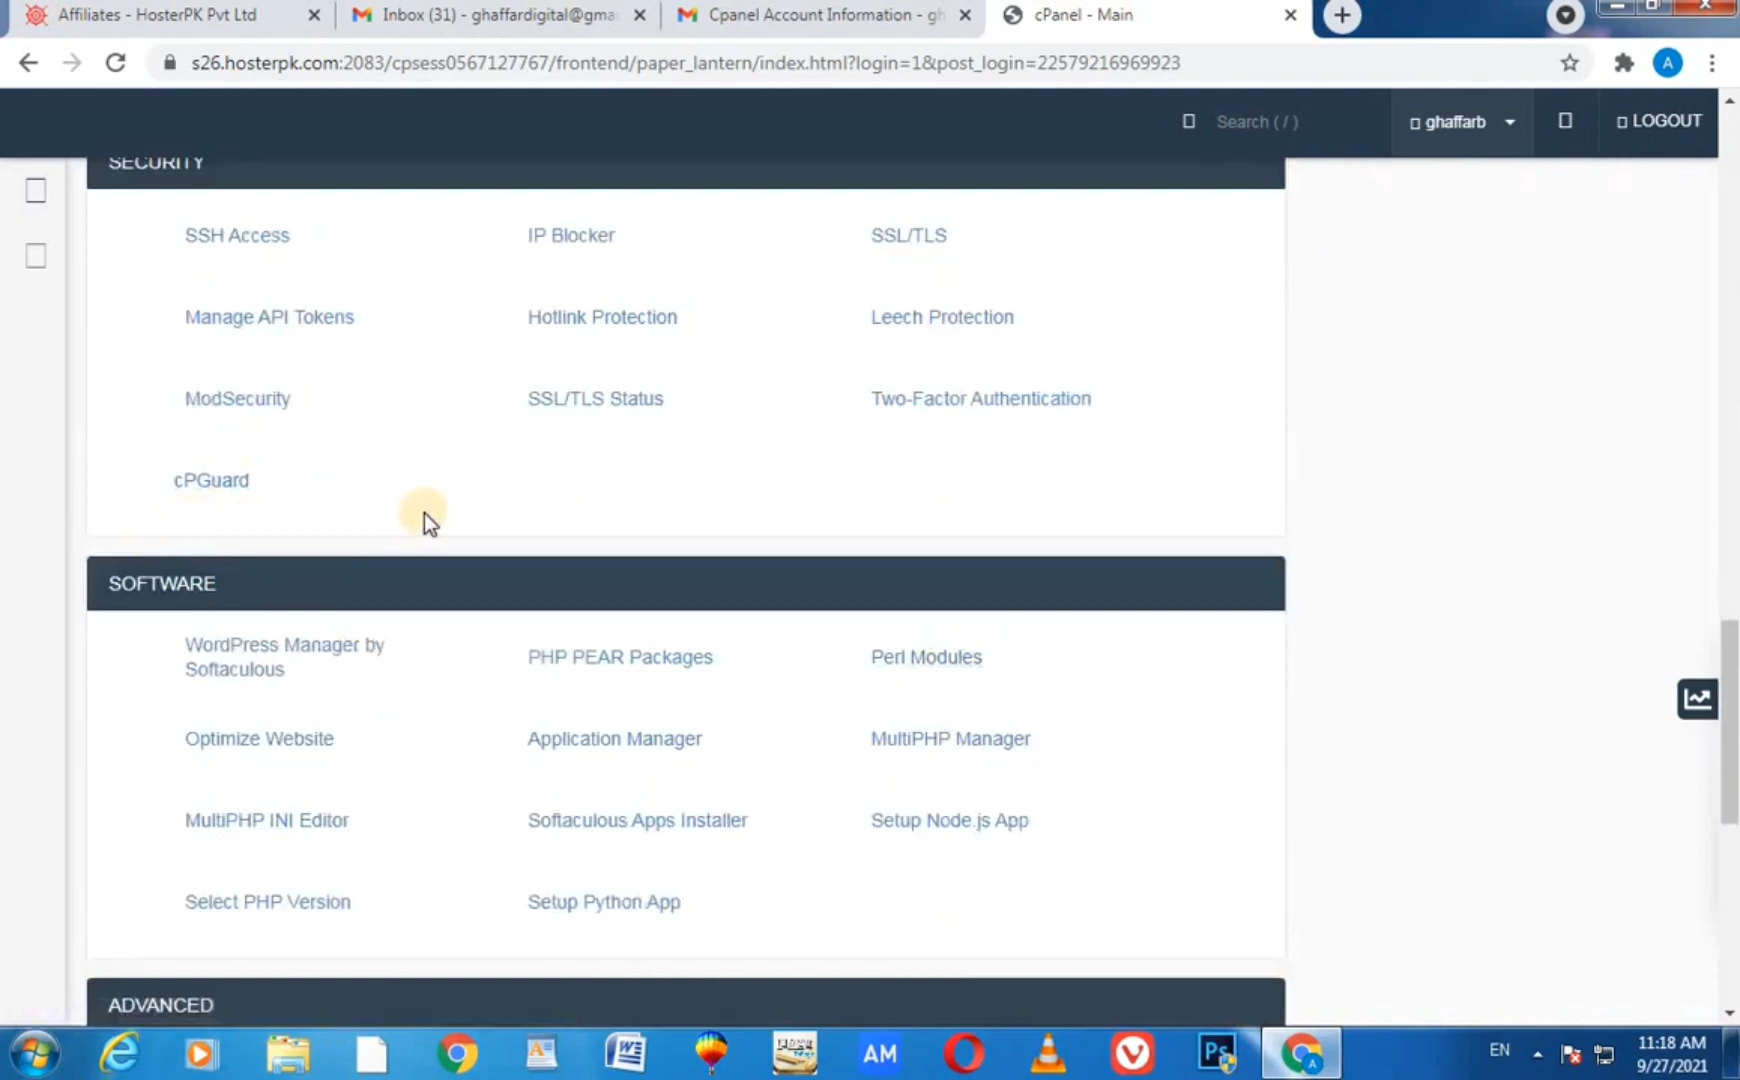 Affiliates - HosterPK Pvt Ltd
Inbox (31) - ghaffardigital@gma
Cpanel Account Information - gh
cPanel - Main
s26.hosterpk.com:2083/cpsess0567127767/frontend/paper_lantern/index.html?login=1&post_login=22579216969923
A
Search ( / )
ghaffarb
LOGOUT
SECURITY
SSH Access
IP Blocker
SSL/TLS
Manage API Tokens
Hotlink Protection
Leech Protection
ModSecurity
SSL/TLS Status
Two-Factor Authentication
cPGuard
SOFTWARE
WordPress Manager by
Softaculous
PHP PEAR Packages
Perl Modules
Optimize Website
Application Manager
MultiPHP Manager
MultiPHP INI Editor
Softaculous Apps Installer
Setup Node.js App
Select PHP Version
Setup Python App
ADVANCED
AM
Ps
A
EN
11:18 AM
9/27/2021